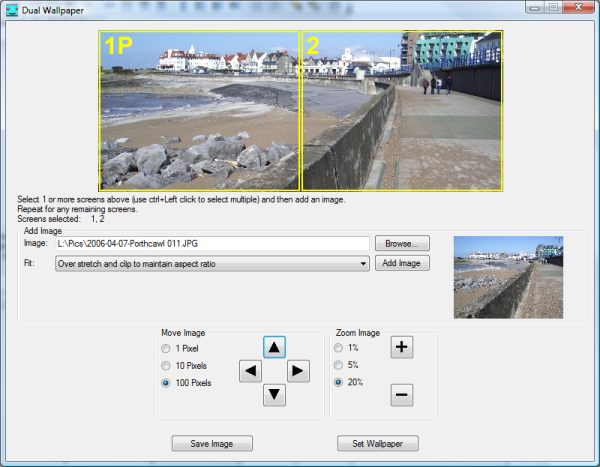 Dual Wallpaper
1P 2
Select 1 or more screens above (use ctrl+Left click to select multiple) and then add an image.
Repeat for any remaining screens.
Screens selected: 1, 2
Add Image
Image: L:\Pics\2006-04-07-Porthcawl 011.JPG Browse...
Fit: Over stretch and clip to maintain aspect ratio Add Image
Move Image Zoom Image
1 Pixel 1%
10 Pixels 5%
100 Pixels 20%
Save Image Set Wallpaper